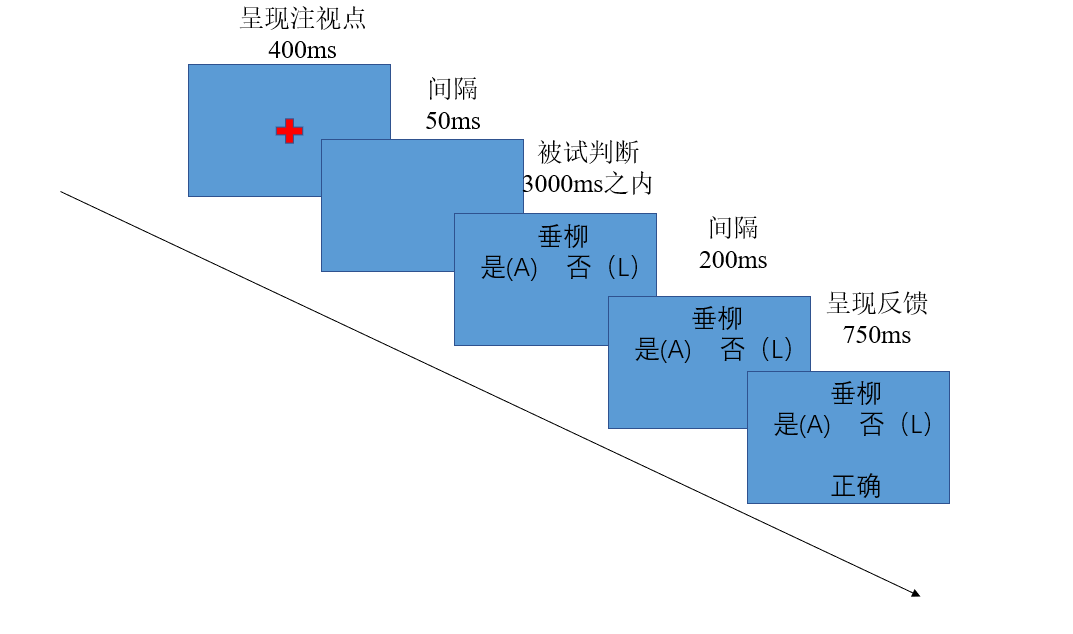 呈现注视点
400ms
间隔
50ms
被试判断
3000ms之内
垂柳
是(A) 否（L）
间隔
200ms
垂柳
是(A) 否（L）
呈现反馈
750ms
垂柳
是(A) 否（L）
正确